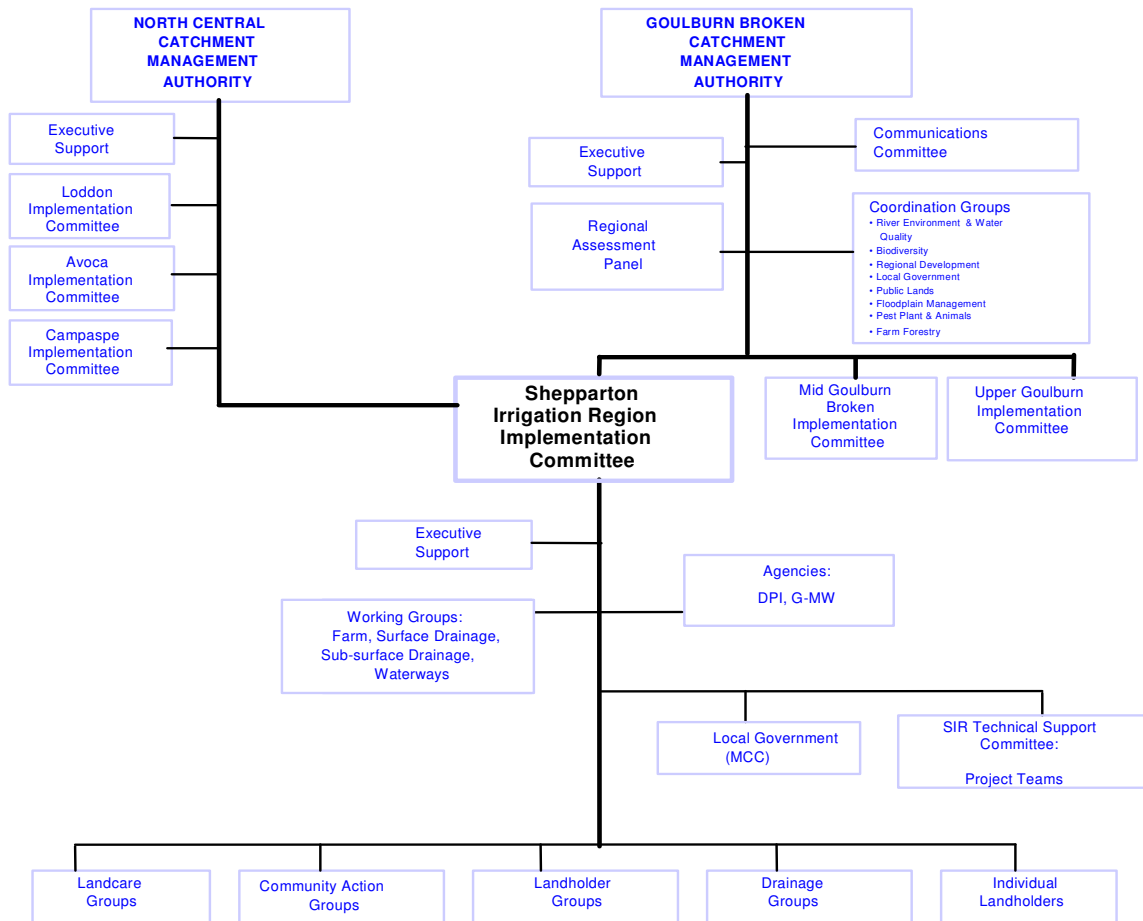 NORTH CENTRAL
CATCHMENT
MANAGEMENT
AUTHORITY
GOULBURN BROKEN
CATCHMENT
MANAGEMENT
AUTHORITY
Executive
Support
Loddon
Implementation
Committee
Avoca
Implementation
Committee
Campaspe
Implementation
Committee
Executive
Support
Communications
Committee
Regional
Assessment
Panel
Coordination Groups
• River Environment & Water
Quality
• Biodiversity
• Regional Development
• Local Government
• Public Lands
• Floodplain Management
• Pest Plant & Animals
• Farm Forestry
Shepparton
Irrigation Region
Implementation
Committee
Mid Goulburn
Broken
Implementation
Committee
Upper Goulburn
Implementation
Committee
Executive
Support
Agencies:
DPI, G-MW
Working Groups:
Farm, Surface Drainage,
Sub-surface Drainage,
Waterways
Local Government
(MCC)
SIR Technical Support
Committee:
Project Teams
Landcare
Groups
Community Action
Groups
Landholder
Groups
Drainage
Groups
Individual
Landholders